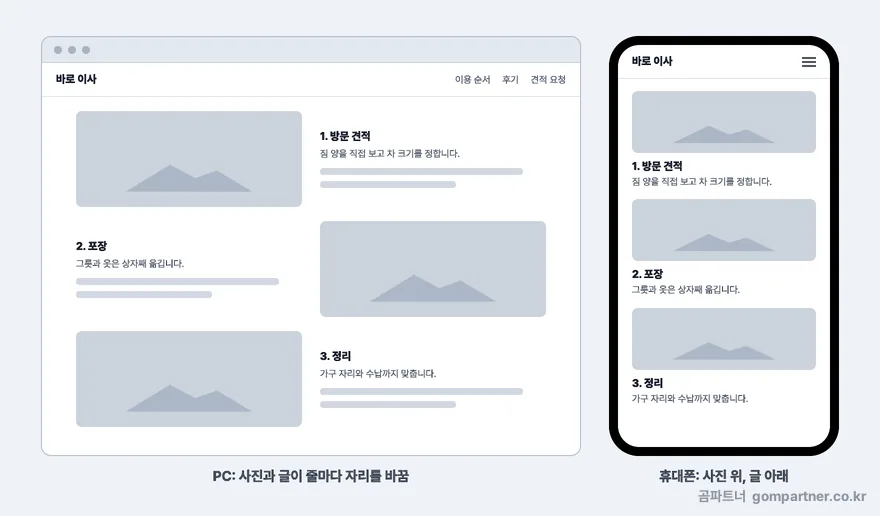 바로 이사
이용 순서 후기 견적 요청
1. 방문 견적
짐 양을 직접 보고 차 크기를 정합니다.
2. 포장
그릇과 옷은 상자째 옮깁니다.
3. 정리
가구 자리와 수납까지 맞춥니다.
PC: 사진과 글이 줄마다 자리를 바꿈
바로 이사
1. 방문 견적
짐 양을 직접 보고 차 크기를 정합니다.
2. 포장
그릇과 옷은 상자째 옮깁니다.
3. 정리
가구 자리와 수납까지 맞춥니다.
휴대폰: 사진 위, 글 아래
곰파트너 gompartner.co.kr